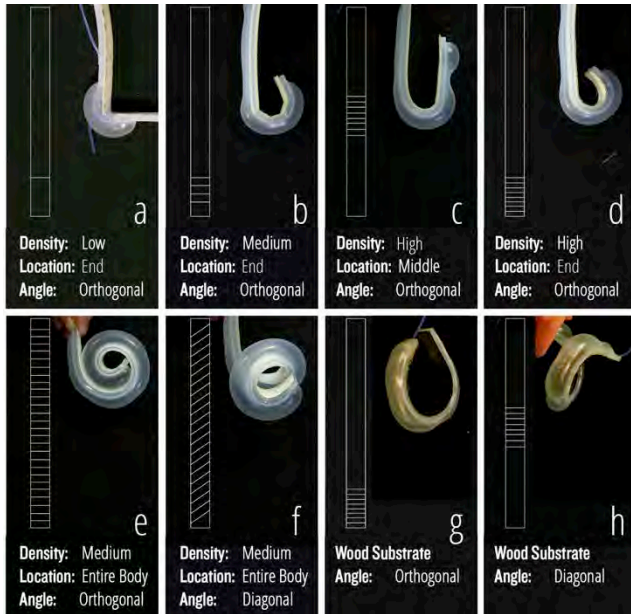 a
Density: Low
Location: End
Angle: Orthogonal
b
Density: Medium
Location: End
Angle: Orthogonal
c
Density: High
Location: Middle
Angle: Orthogonal
d
Density: High
Location: End
Angle: Orthogonal
e
Density: Medium
Location: Entire Body
Angle: Orthogonal
f
Density: Medium
Location: Entire Body
Angle: Diagonal
g
Wood Substrate
Angle: Orthogonal
h
Wood Substrate
Angle: Diagonal